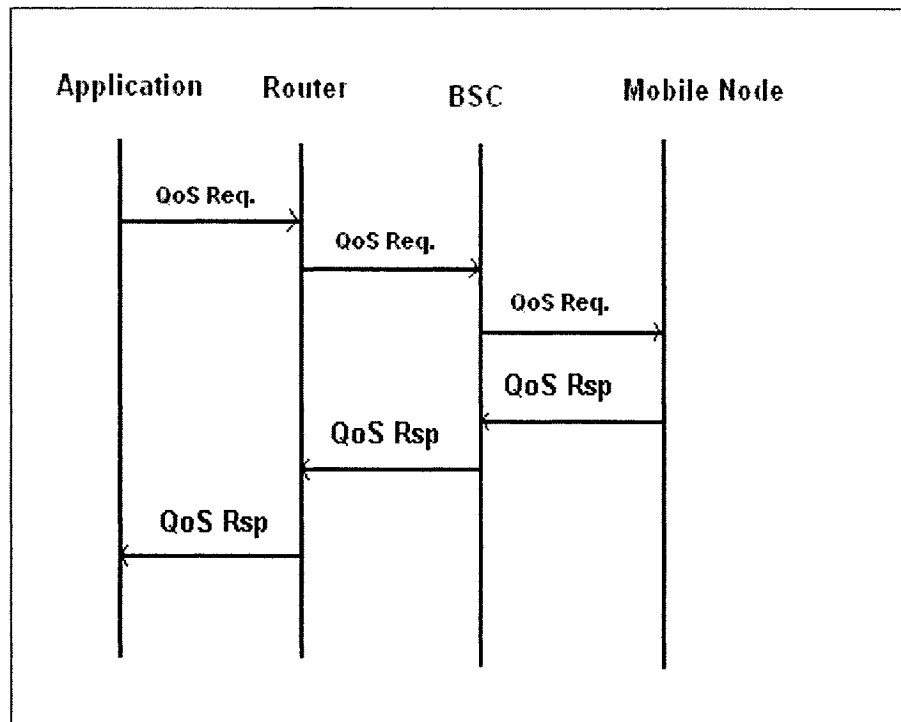 Application
Router
BSC
Mobile Node
QoS Req.
QoS Req.
QoS Req.
QoS Rsp
QoS Rsp
QoS Rsp